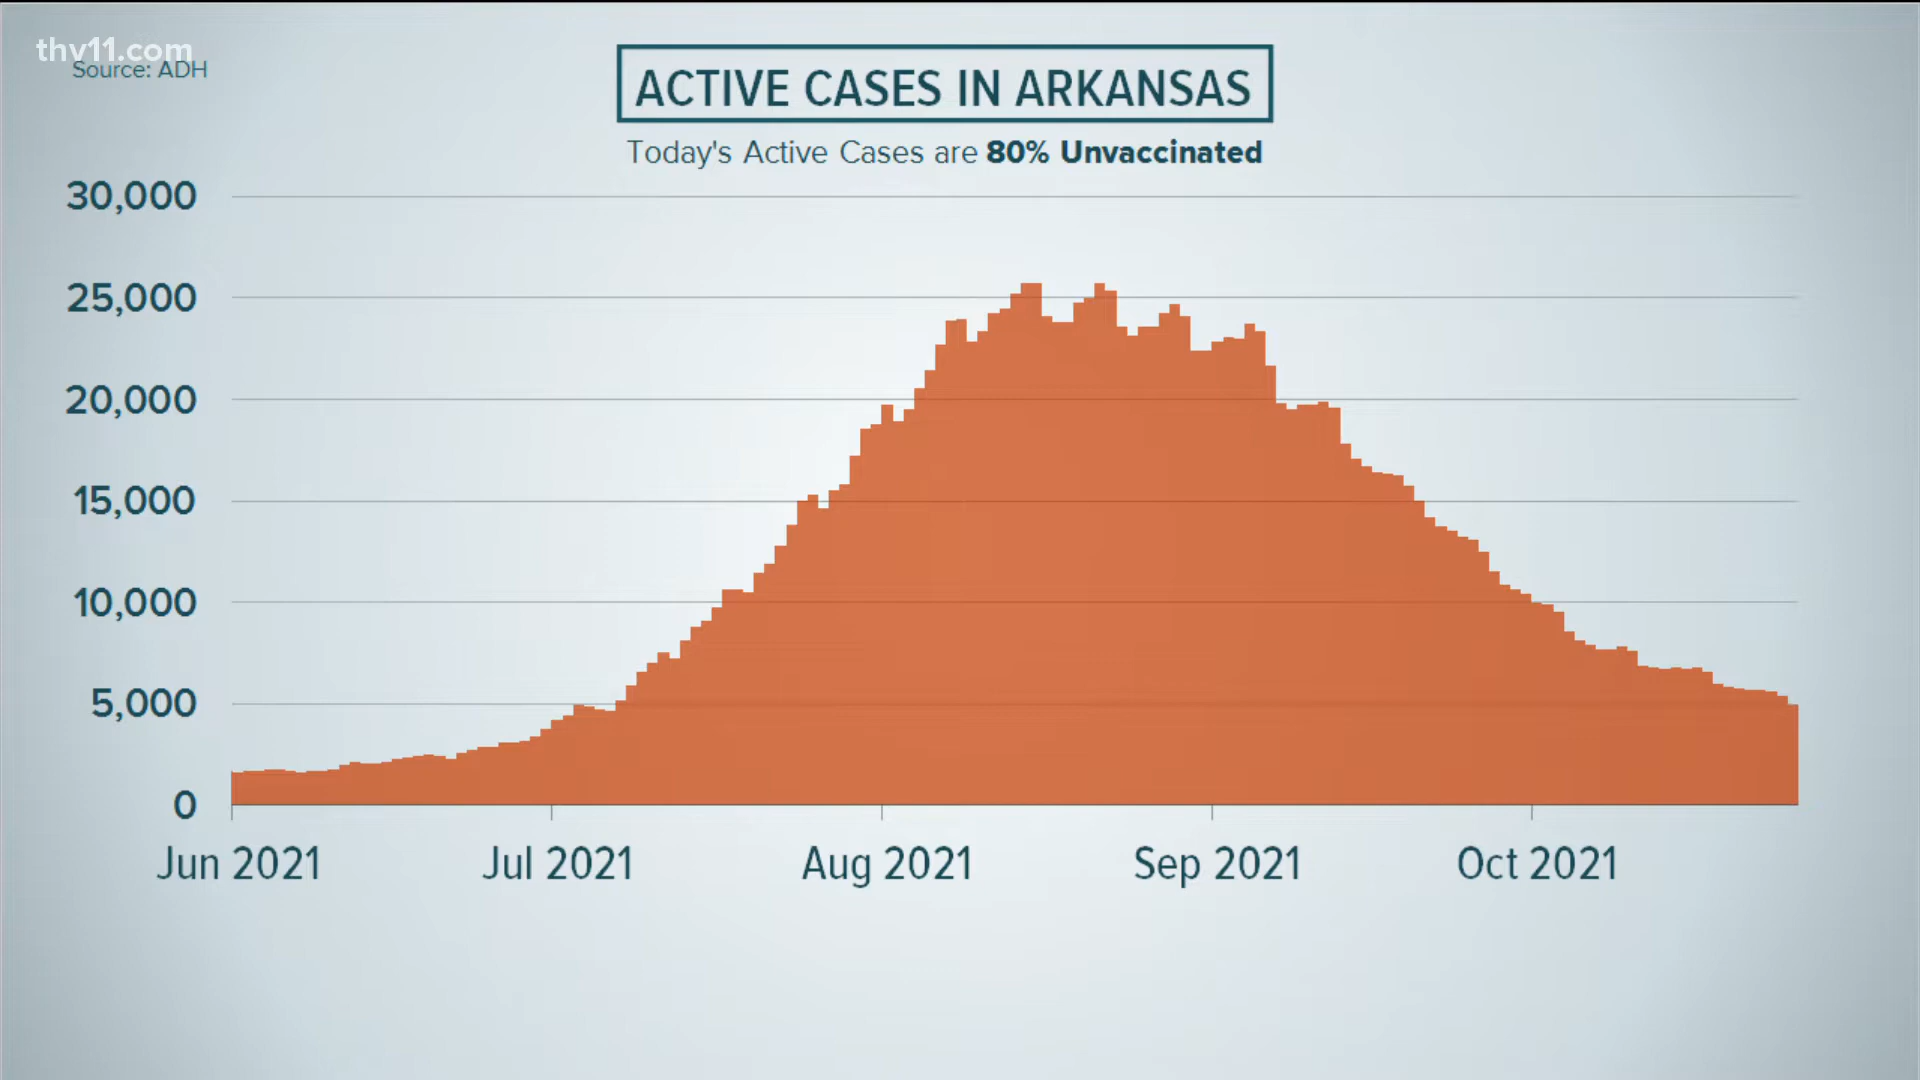 thv11.com
Source: ADH
ACTIVE CASES IN ARKANSAS
Today's Active Cases are 80% Unvaccinated
30,000
25,000
20,000
15,000
10,000
5,000
0
Jun 2021 Jul 2021 Aug 2021 Sep 2021 Oct 2021